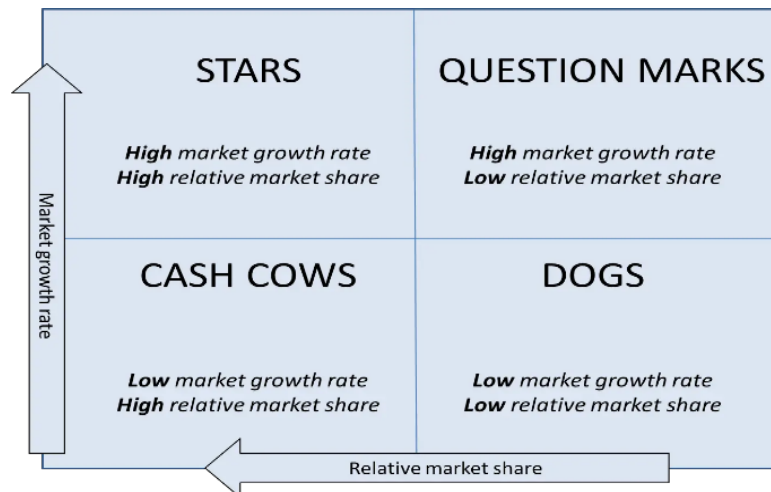 STARS
High market growth rate
High relative market share
QUESTION MARKS
High market growth rate
Low relative market share
Market growth rate
CASH COWS
Low market growth rate
High relative market share
DOGS
Low market growth rate
Low relative market share
Relative market share